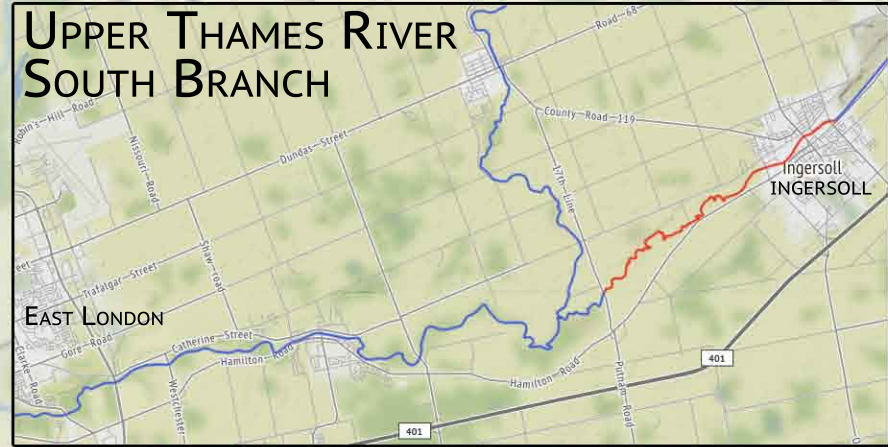 UPPER THAMES RIVER
SOUTH BRANCH
Road 68
Robin's Hill Road
County Road 119
Dundas Street
Nissouri Road
17th Line
Ingersoll
INGERSOLL
Shaw road
eet
Trafalgar Street
EAST LONDON
Gore Road
Catherine Street
Hamilton Road
Clarke Road
Westchester
Hamilton Road
Putnam Road
401
401